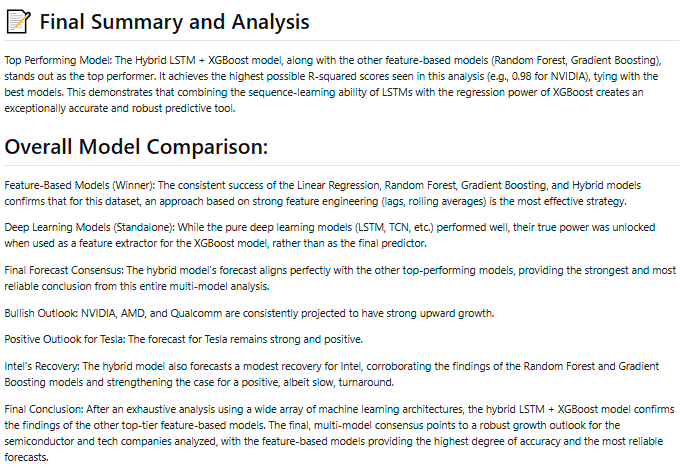 Final Summary and Analysis
Top Performing Model: The Hybrid LSTM + XGBoost model, along with the other feature-based models (Random Forest, Gradient Boosting),
stands out as the top performer. It achieves the highest possible R-squared scores seen in this analysis (e.g., 0.98 for NVIDIA), tying with the
best models. This demonstrates that combining the sequence-learning ability of LSTMs with the regression power of XGBoost creates an
exceptionally accurate and robust predictive tool.
Overall Model Comparison:
Feature-Based Models (Winner): The consistent success of the Linear Regression, Random Forest, Gradient Boosting, and Hybrid models
confirms that for this dataset, an approach based on strong feature engineering (lags, rolling averages) is the most effective strategy.
Deep Learning Models (Standalone): While the pure deep learning models (LSTM, TCN, etc.) performed well, their true power was unlocked
when used as a feature extractor for the XGBoost model, rather than as the final predictor.
Final Forecast Consensus: The hybrid model's forecast aligns perfectly with the other top-performing models, providing the strongest and most
reliable conclusion from this entire multi-model analysis.
Bullish Outlook: NVIDIA, AMD, and Qualcomm are consistently projected to have strong upward growth.
Positive Outlook for Tesla: The forecast for Tesla remains strong and positive.
Intel's Recovery: The hybrid model also forecasts a modest recovery for Intel, corroborating the findings of the Random Forest and Gradient
Boosting models and strengthening the case for a positive, albeit slow, turnaround.
Final Conclusion: After an exhaustive analysis using a wide array of machine learning architectures, the hybrid LSTM + XGBoost model confirms
the findings of the other top-tier feature-based models. The final, multi-model consensus points to a robust growth outlook for the
semiconductor and tech companies analyzed, with the feature-based models providing the highest degree of accuracy and the most reliable
forecasts.